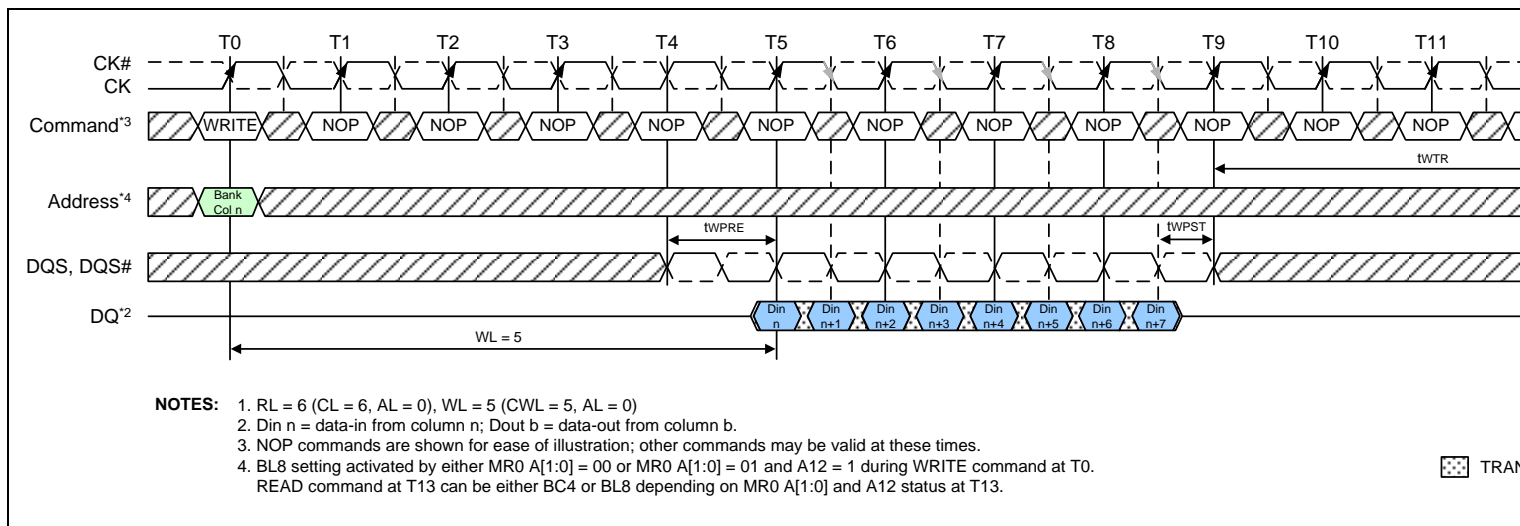 T0 T1 T2 T3 T4 T5 T6 T7 T8 T9 T10 T11
CK#
CK
Command*3 WRITE NOP NOP NOP NOP NOP NOP NOP NOP NOP NOP NOP
tWTR
Address*4 Bank
Col n
tWPRE tWPST
DQS, DQS#
DQ*2 Din n Din n+1 Din n+2 Din n+3 Din n+4 Din n+5 Din n+6 Din n+7
WL = 5
NOTES: 1. RL = 6 (CL = 6, AL = 0), WL = 5 (CWL = 5, AL = 0)
2. Din n = data-in from column n; Dout b = data-out from column b.
3. NOP commands are shown for ease of illustration; other commands may be valid at these times.
4. BL8 setting activated by either MR0 A[1:0] = 00 or MR0 A[1:0] = 01 and A12 = 1 during WRITE command at T0.
READ command at T13 can be either BC4 or BL8 depending on MR0 A[1:0] and A12 status at T13.
TRAN